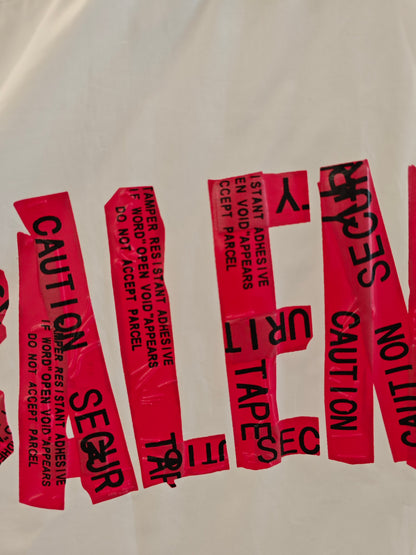 CAUTION SECUR
TAMPER RESISTANT ADHESIVE
IF WORD"OPEN VOID"APPEARS
DO NOT ACCEPT PARCEL
TAMPER RESISTANT ADHESIVE
IF WORD"OPEN VOID"APPEARS
DO NOT ACCEPT PARCEL
TAP
ITI
ISTANT ADHESIVE
EN VOID"APPEARS
CCEPT PARCEL
Y.
URIT
TAPE
SEC
SECUR
CAUTION
CAUTION